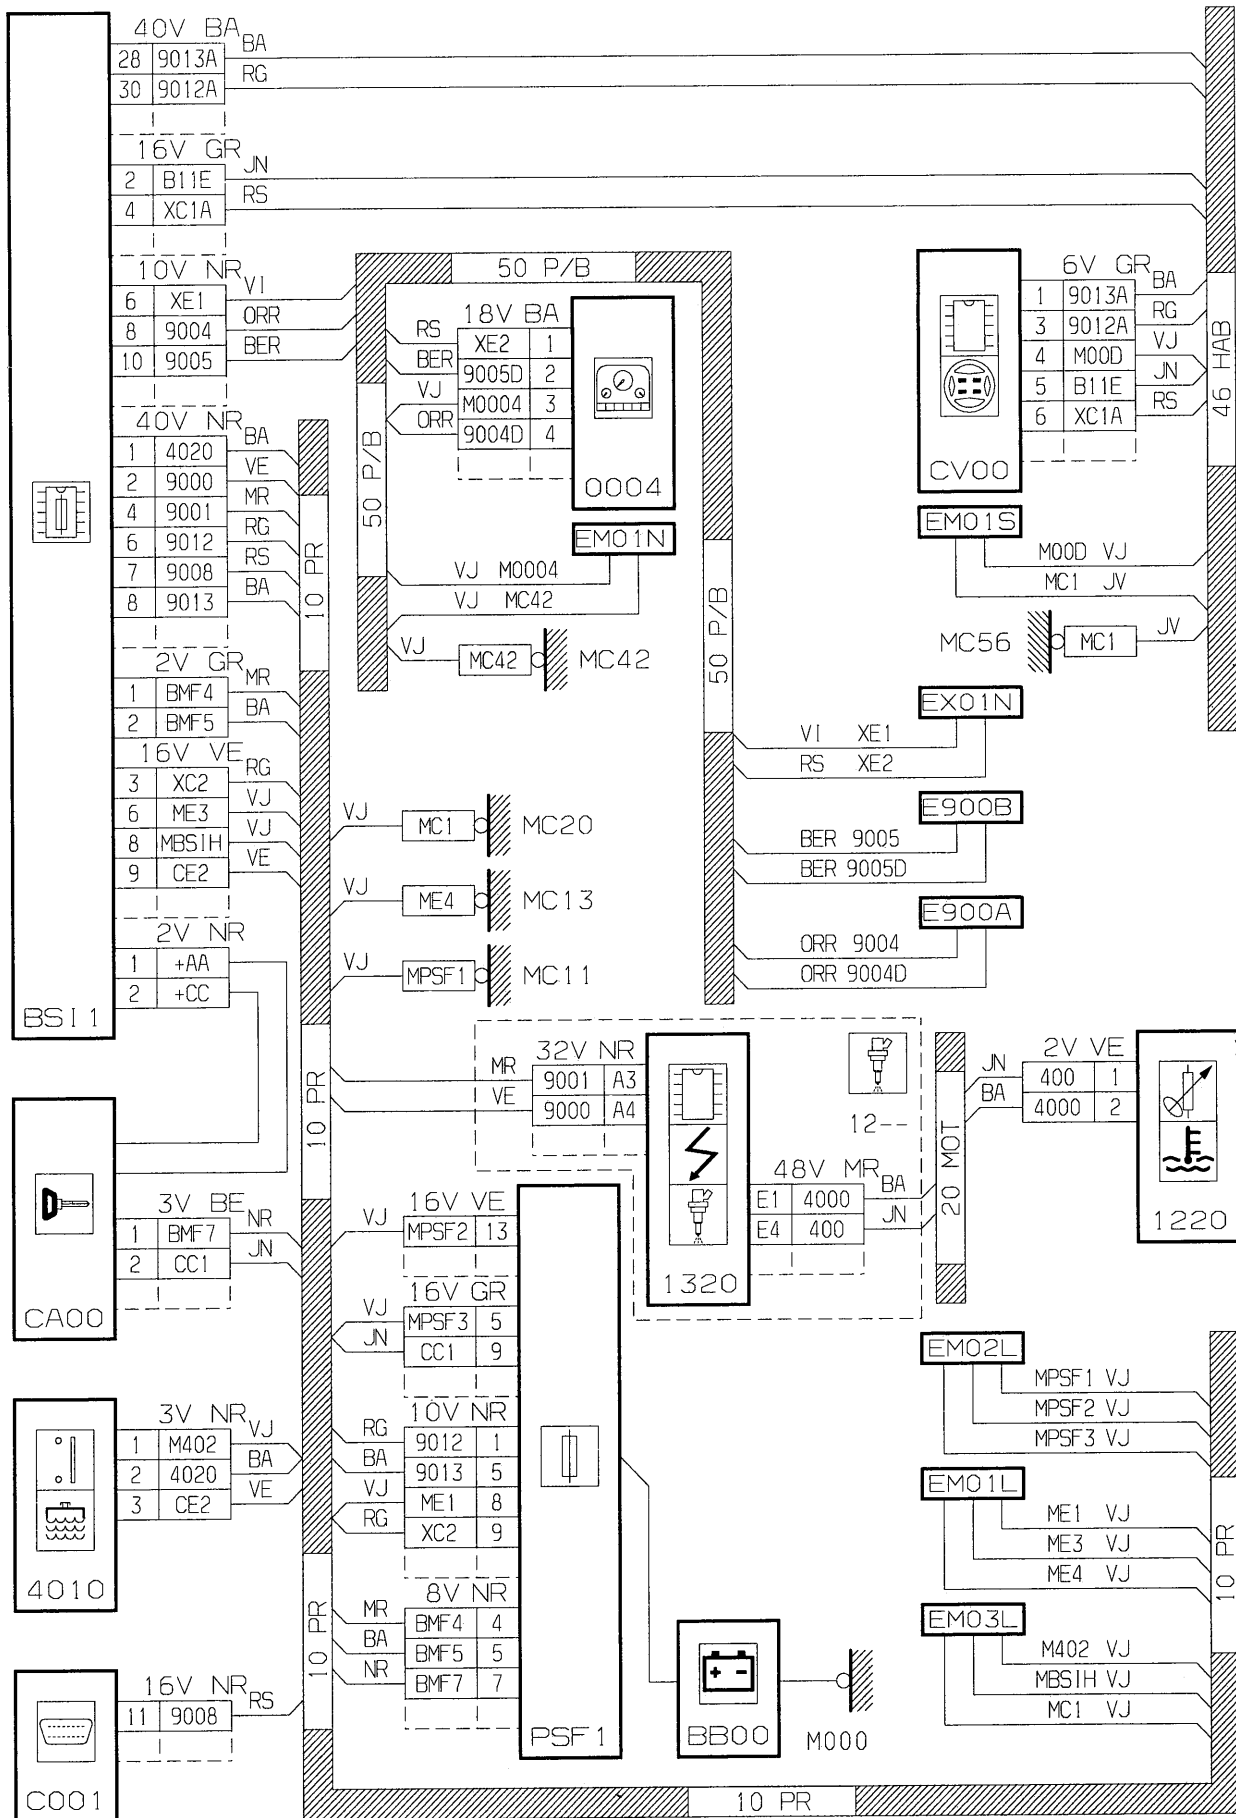 40V BA
BA
28 9013A
RG
30 9012A
16V GR
JN
2 B11E
RS
4 XC1A
10V NR
VI
6 XE1
ORR
8 9004
BER
10 9005
40V NR
BA
1 4020
VE
2 9000
MR
4 9001
RG
6 9012
RS
7 9008
BA
8 9013
2V GR
MR
1 BMF4
BA
2 BMF5
16V VE
RG
3 XC2
VJ
6 ME3
VJ
8 MBSIH
VE
9 CE2
2V NR
1 +AA
2 +CC
BSI1
3V BE
NR
1 BMF7
JN
2 CC1
CA00
3V NR
VJ
1 M402
BA
2 4020
VE
3 CE2
4010
16V NR
RS
11 9008
C001
10 PR
10 PR
10 PR
50 P/B
50 P/B
50 P/B
18V BA
RS XE2 1
BER 9005D 2
VJ M0004 3
ORR 9004D 4
0004
EM01N
VJ M0004
VJ MC42
VJ MC42 MC42
VJ MC1 MC20
VJ ME4 MC13
VJ MPSF1 MC11
6V GR
1 9013A BA
3 9012A RG
4 M00D VJ
5 B11E JN
6 XC1A RS
CV00
46 HAB
EM01S
M00D VJ
MC1 JV
MC56 MC1 JV
EX01N
VI XE1
RS XE2
E900B
BER 9005
BER 9005D
E900A
ORR 9004
ORR 9004D
32V NR
MR 9001 A3
VE 9000 A4
1320
12--
48V MR
E1 4000 BA
E4 400 JN
20 MOT
2V VE
JN 400 1
BA 4000 2
1220
16V VE
VJ MPSF2 13
16V GR
VJ MPSF3 5
JN CC1 9
10V NR
RG 9012 1
BA 9013 5
VJ ME1 8
RG XC2 9
8V NR
MR BMF4 4
BA BMF5 5
NR BMF7 7
PSF1
BB00
M000
EM02L
MPSF1 VJ
MPSF2 VJ
MPSF3 VJ
EM01L
ME1 VJ
ME3 VJ
ME4 VJ
EM03L
M402 VJ
MBSIH VJ
MC1 VJ
10 PR
10 PR